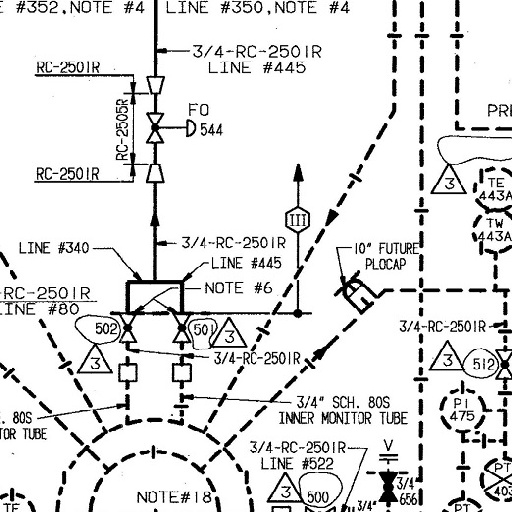 E #352,NOTE #4
LINE #350,NOTE #4
3/4-RC-2501R
LINE #445
RC-2501R
RC-2505R
FO
544
RC-2501R
PRE
3
TE
443A
TW
443A
III
LINE #340
3/4-RC-2501R
LINE #445
10" FUTURE
PLOCAP
-RC-2501R
LINE #80
NOTE #6
502
501
3
3
3/4-RC-2501R
3/4-RC-2501R
3
512
. 80S
TOR TUBE
3/4" SCH. 80S
INNER MONITOR TUBE
PI
475
3/4-RC-2501R
LINE #522
V
3
500
3/4"
656
3/4"
PT
403
NOTE#18
TE
PT